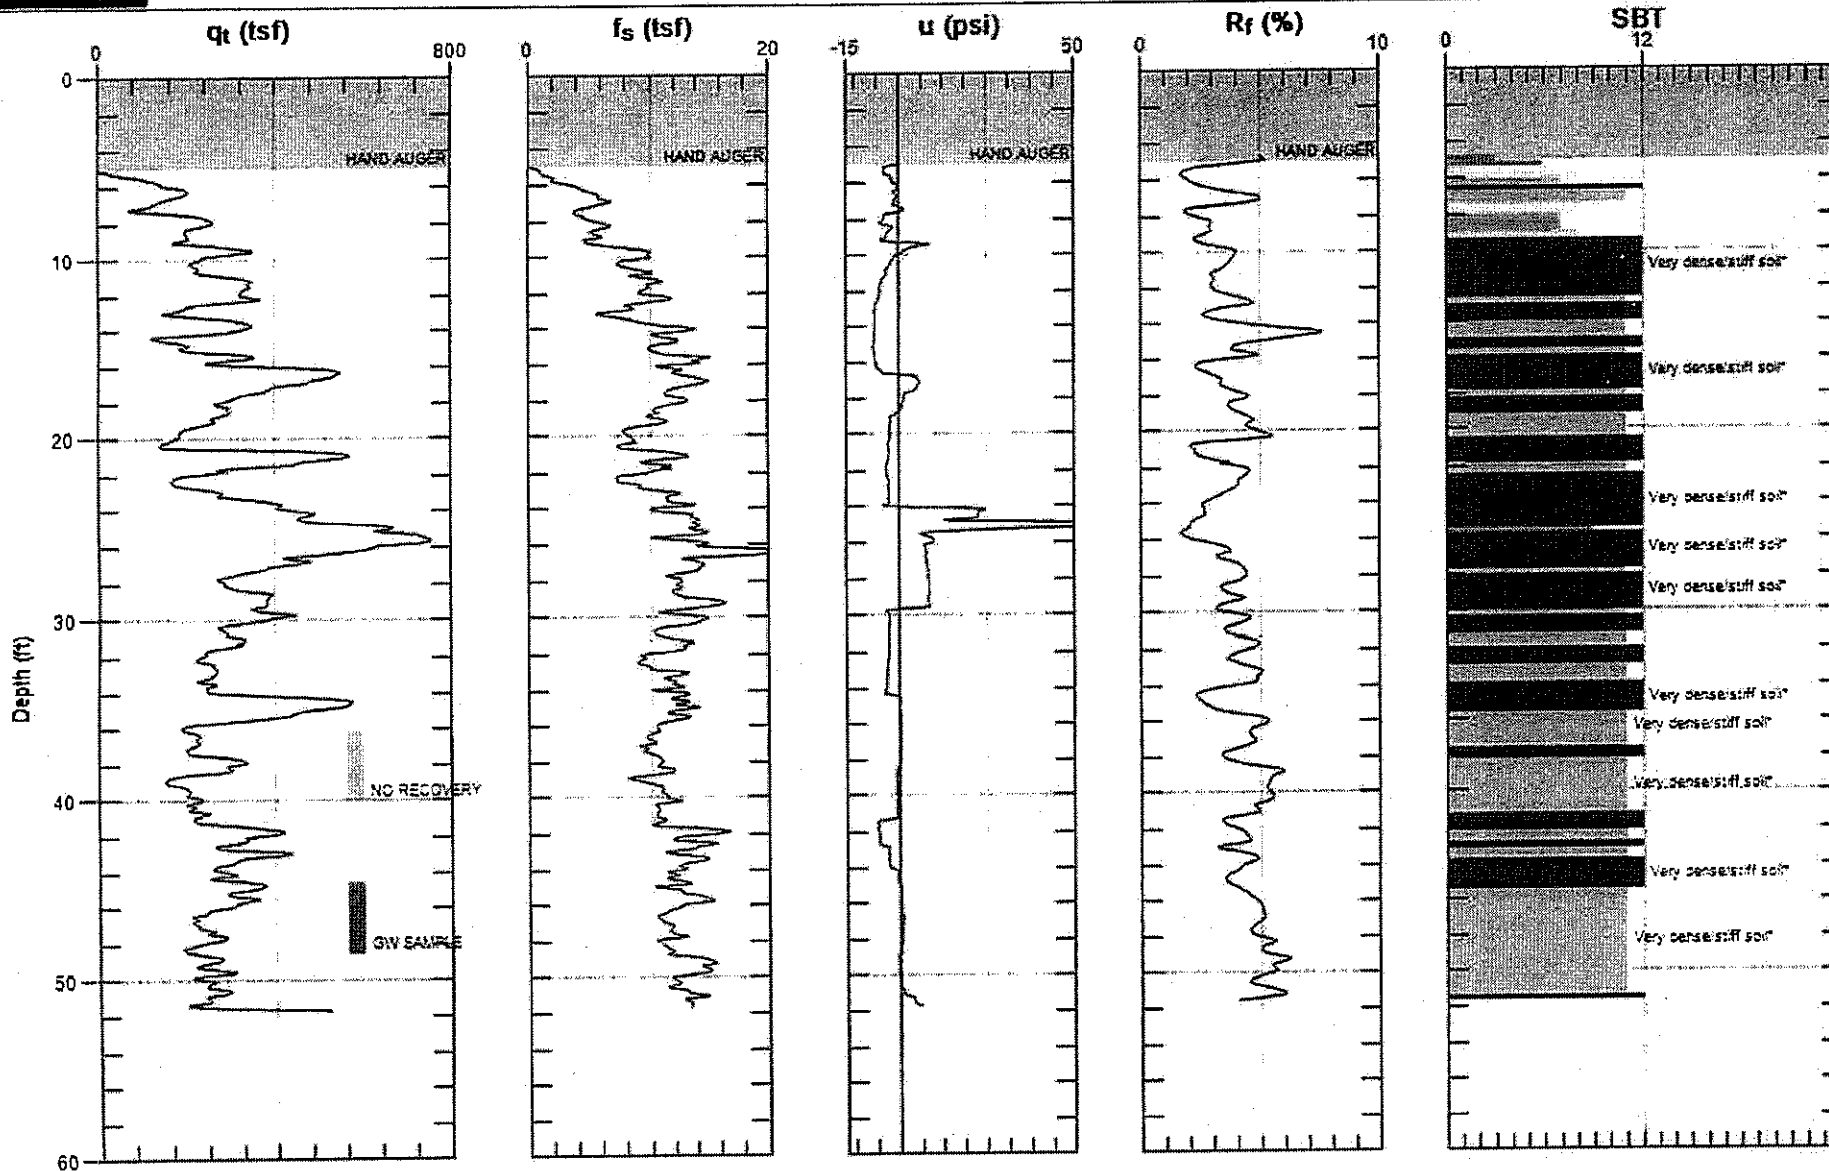 qt (tsf)
fs (tsf)
u (psi)
Rf (%)
SBT
0
800
0
20
-15
50
0
10
0
12
0
HAND AUGER
HAND AUGER
HAND AUGER
HAND AUGER
10
Very dense/stiff soil*
Very dense/stiff soil*
20
Very dense/stiff soil*
Very dense/stiff soil*
Very dense/stiff soil*
30
Depth (ft)
Very dense/stiff soil*
Very dense/stiff soil*
NO RECOVERY
Very dense/stiff soil*
40
Very dense/stiff soil*
GW SAMPLE
Very dense/stiff soil*
50
60